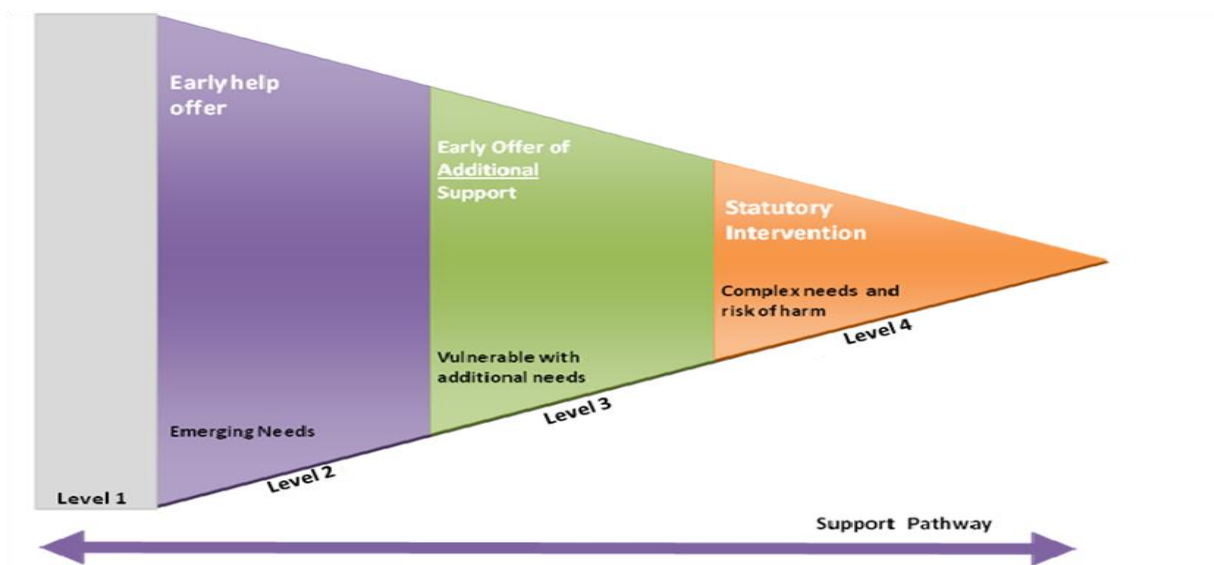 Early help
offer
Early Offer of
Additional
Support
Statutory
Intervention
Complex needs and
risk of harm
Level 4
Vulnerable with
additional needs
Level 3
Emerging Needs
Level 2
Level 1
Support Pathway